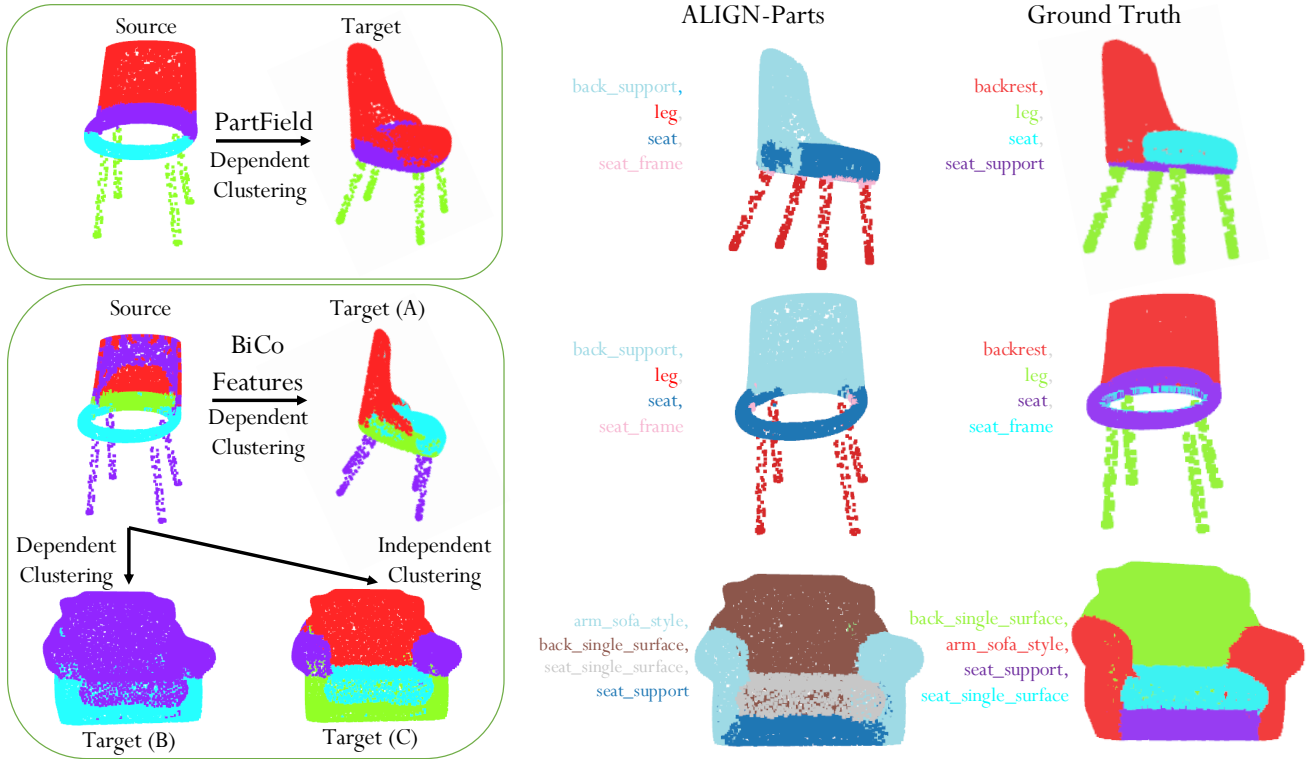 ALIGN-Parts
Ground Truth
Source
Target
PartField
Dependent
Clustering
back_support,
leg,
seat,
seat_frame
backrest,
leg,
seat,
seat_support
Source
Target (A)
BiCo
Features
Dependent
Clustering
back_support,
leg,
seat,
seat_frame
backrest,
leg,
seat,
seat_frame
Dependent
Clustering
Independent
Clustering
Target (B)
Target (C)
arm_sofa_style,
back_single_surface,
seat_single_surface,
seat_support
back_single_surface,
arm_sofa_style,
seat_support,
seat_single_surface